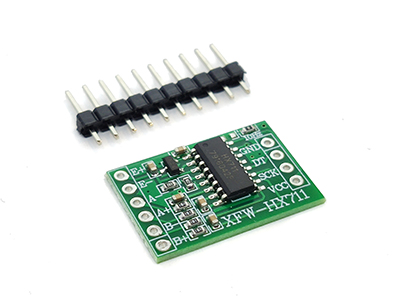 E+
E-
A-
A+
B-
B+
GND
DT
SCK
VCC
XFW-HX711